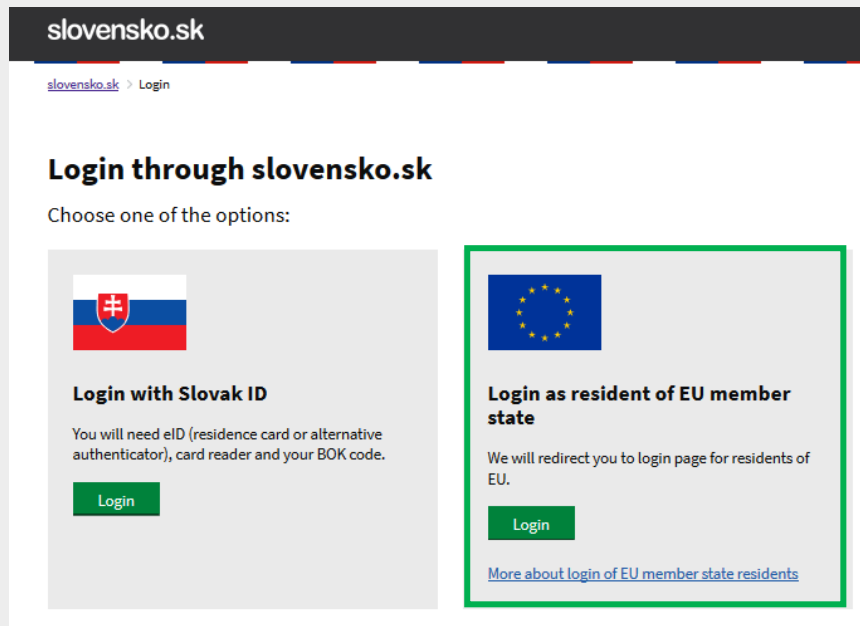 slovensko.sk
slovensko.sk > Login
Login through slovensko.sk
Choose one of the options:
Login with Slovak ID
You will need eID (residence card or alternative
authenticator), card reader and your BOK code.
Login
Login as resident of EU member
state
We will redirect you to login page for residents of
EU.
Login
More about login of EU member state residents